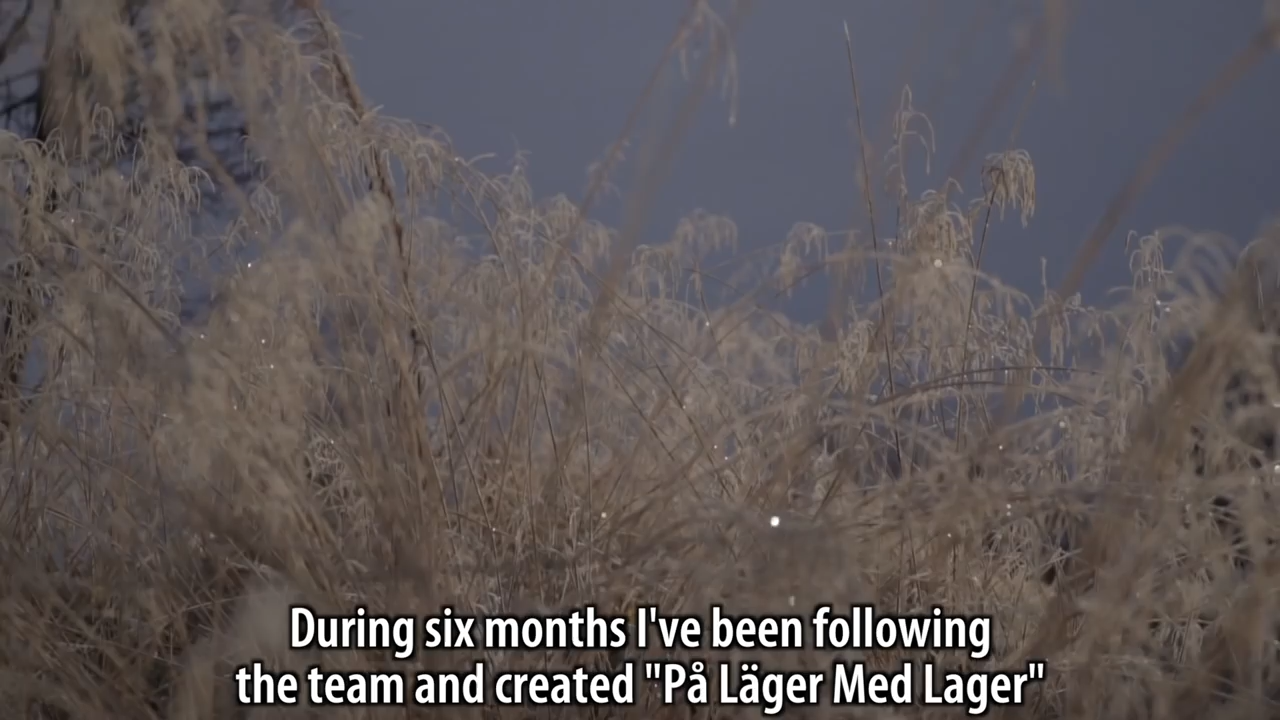 During six months I've been following
the team and created "På Läger Med Lager"